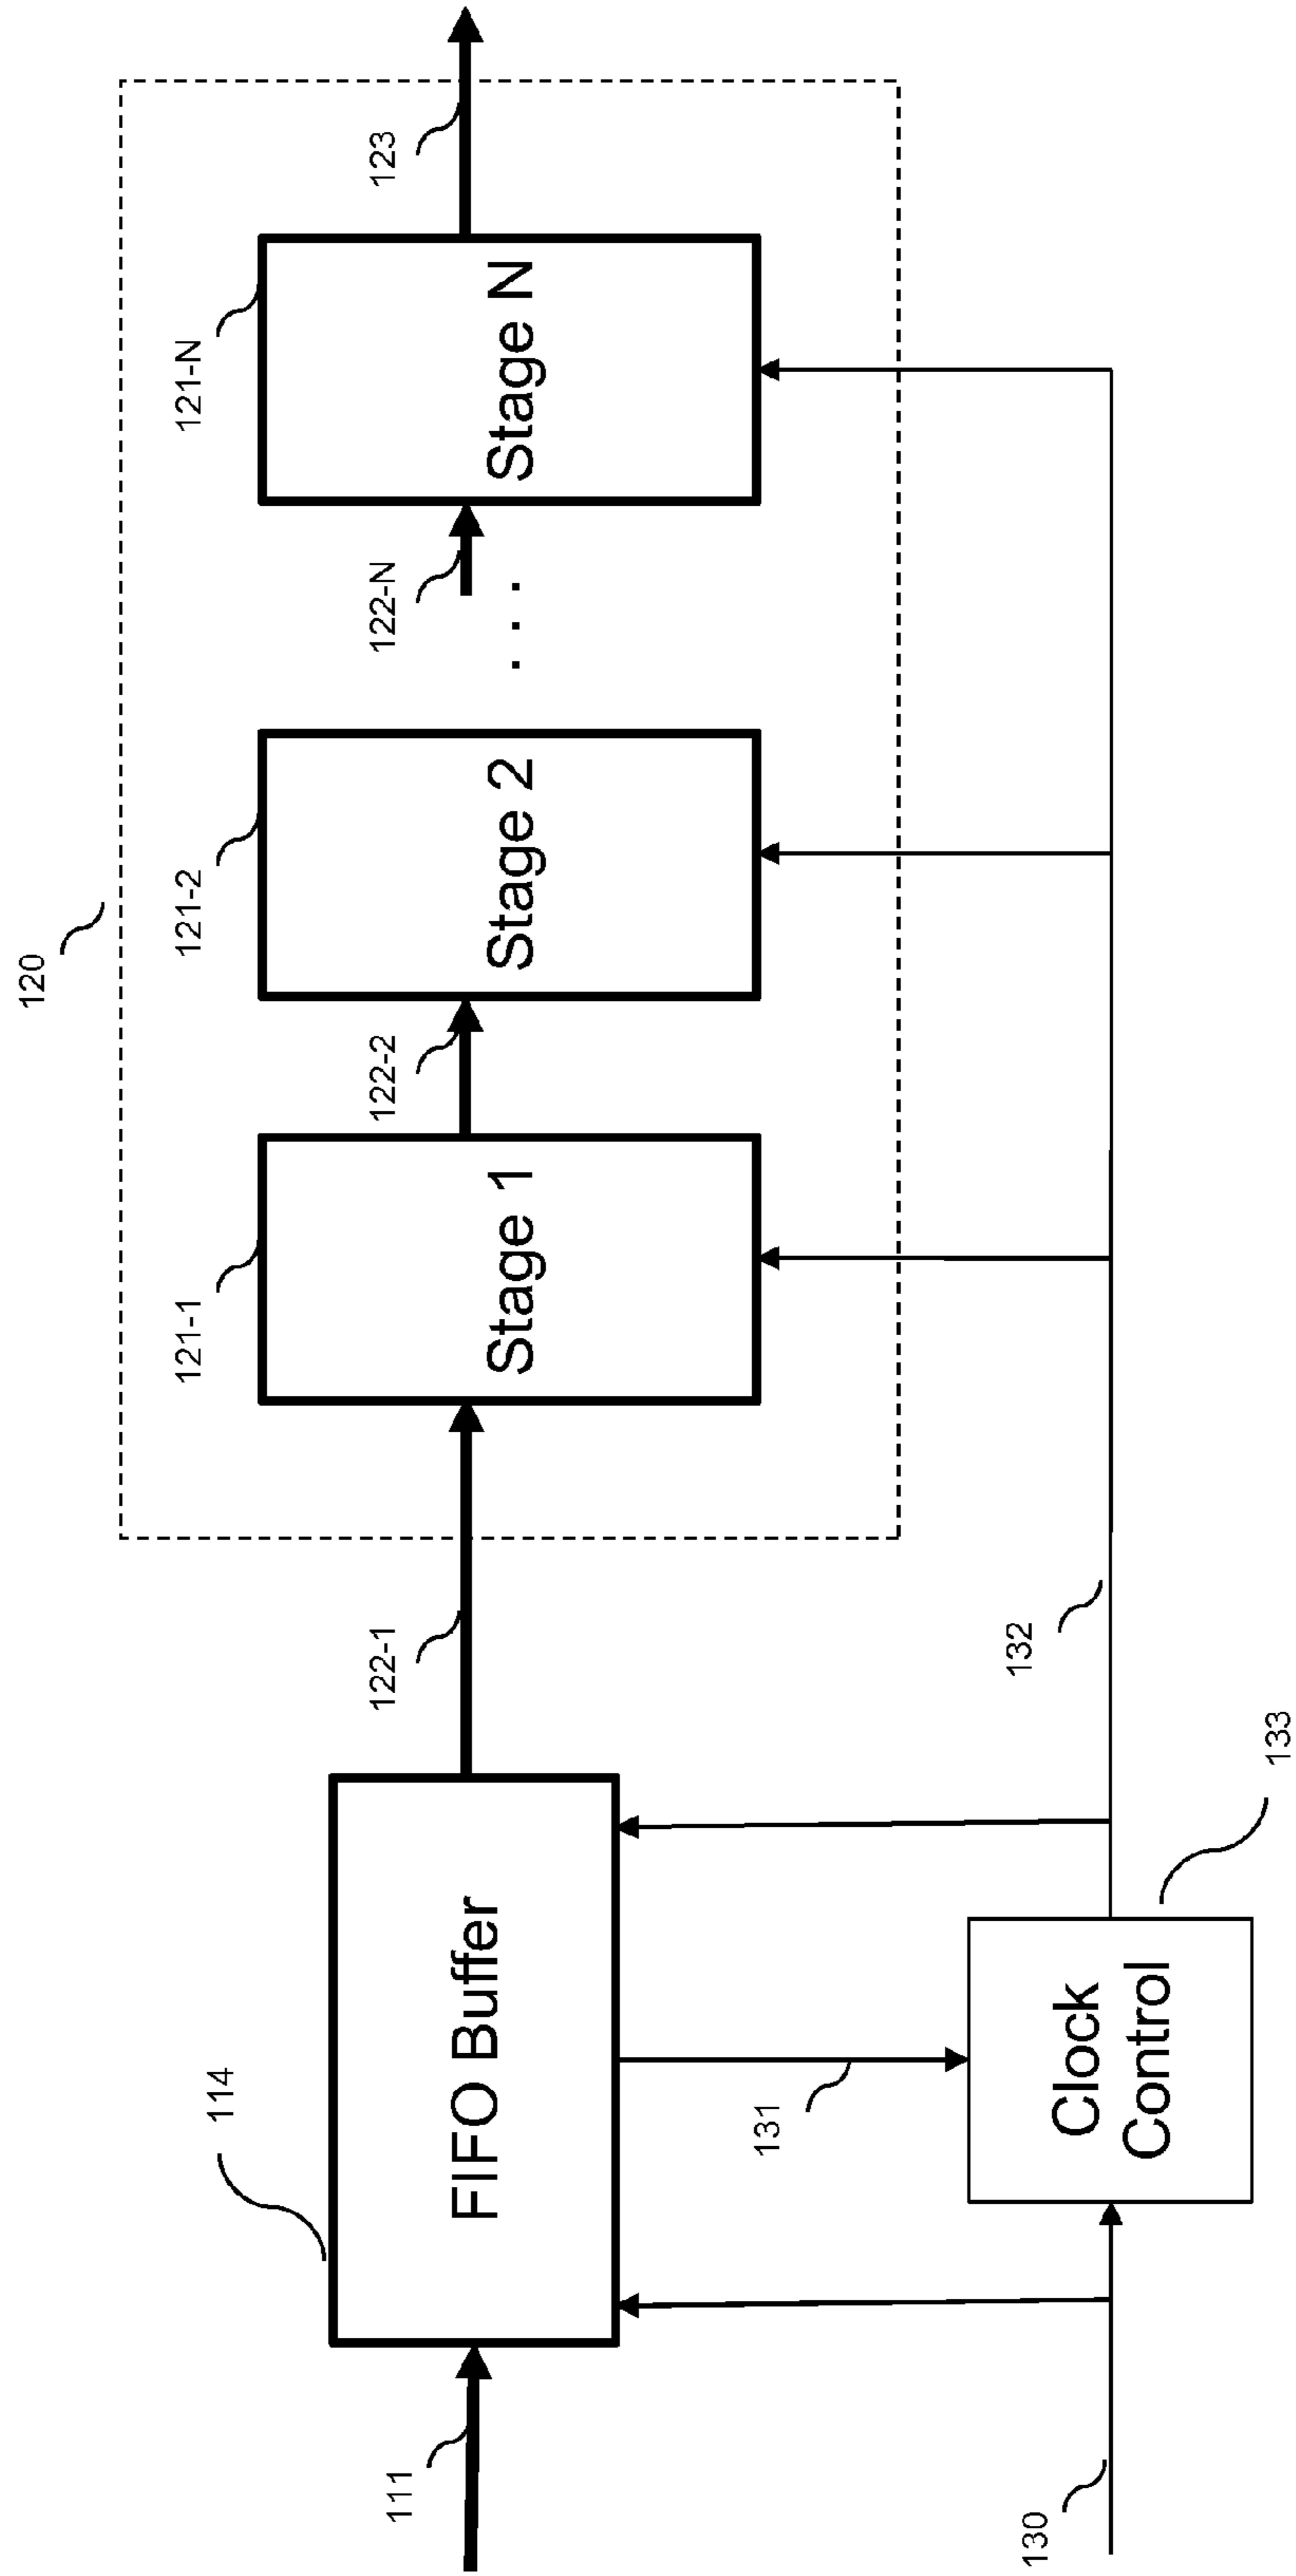 120
121-1
121-2
121-N
114
111
122-1
122-2
122-N
123
FIFO Buffer
Stage 1
Stage 2
. . .
Stage N
131
132
130
Clock
Control
133